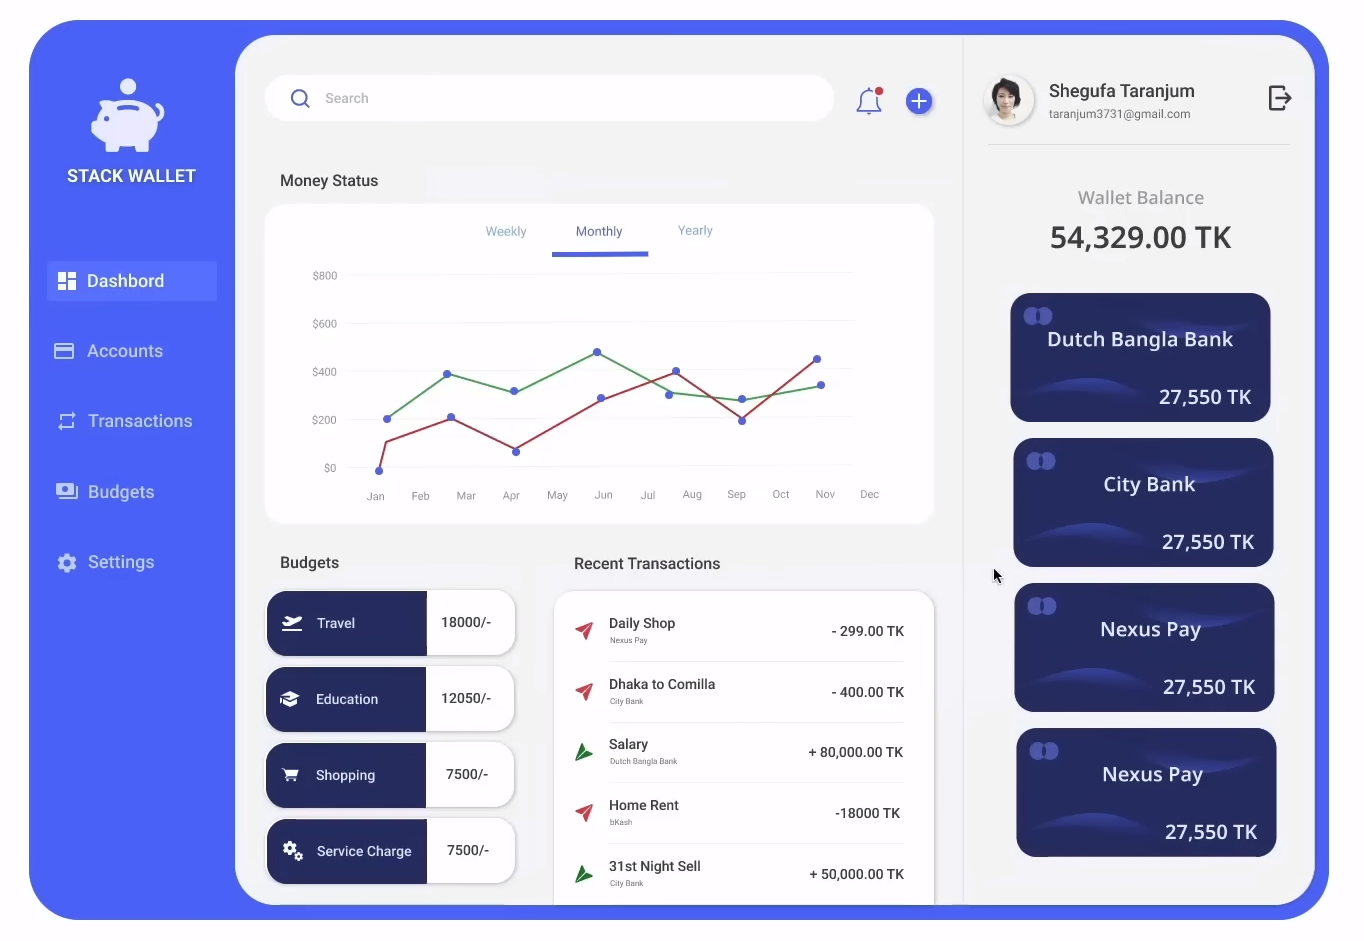 STACK WALLET
Dashbord
Accounts
Transactions
Budgets
Settings
Search
Shegufa Taranjum
taranjum3731@gmail.com
Money Status
Weekly Monthly Yearly
$800
$600
$400
$200
$0
Jan Feb Mar Apr May Jun Jul Aug Sep Oct Nov Dec
Budgets
Travel 18000/-
Education 12050/-
Shopping 7500/-
Service Charge 7500/-
Recent Transactions
Daily Shop - 299.00 TK
Nexus Pay
Dhaka to Comilla - 400.00 TK
City Bank
Salary + 80,000.00 TK
Dutch Bangla Bank
Home Rent -18000 TK
bKash
31st Night Sell + 50,000.00 TK
City Bank
Wallet Balance
54,329.00 TK
Dutch Bangla Bank
27,550 TK
City Bank
27,550 TK
Nexus Pay
27,550 TK
Nexus Pay
27,550 TK